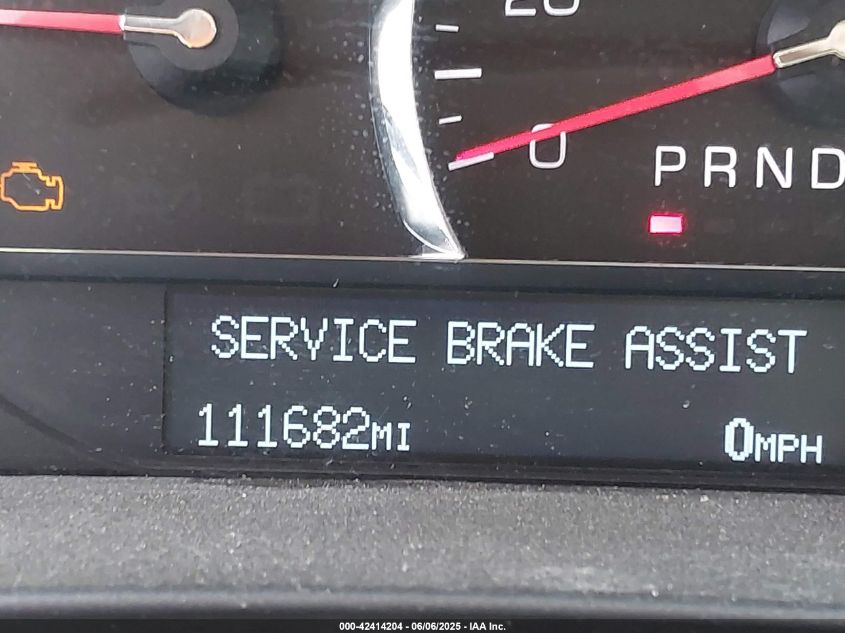 20
0
PRND
SERVICE BRAKE ASSIST
111682MI 0MPH
000-42414204 - 06/06/2025 - IAA Inc.